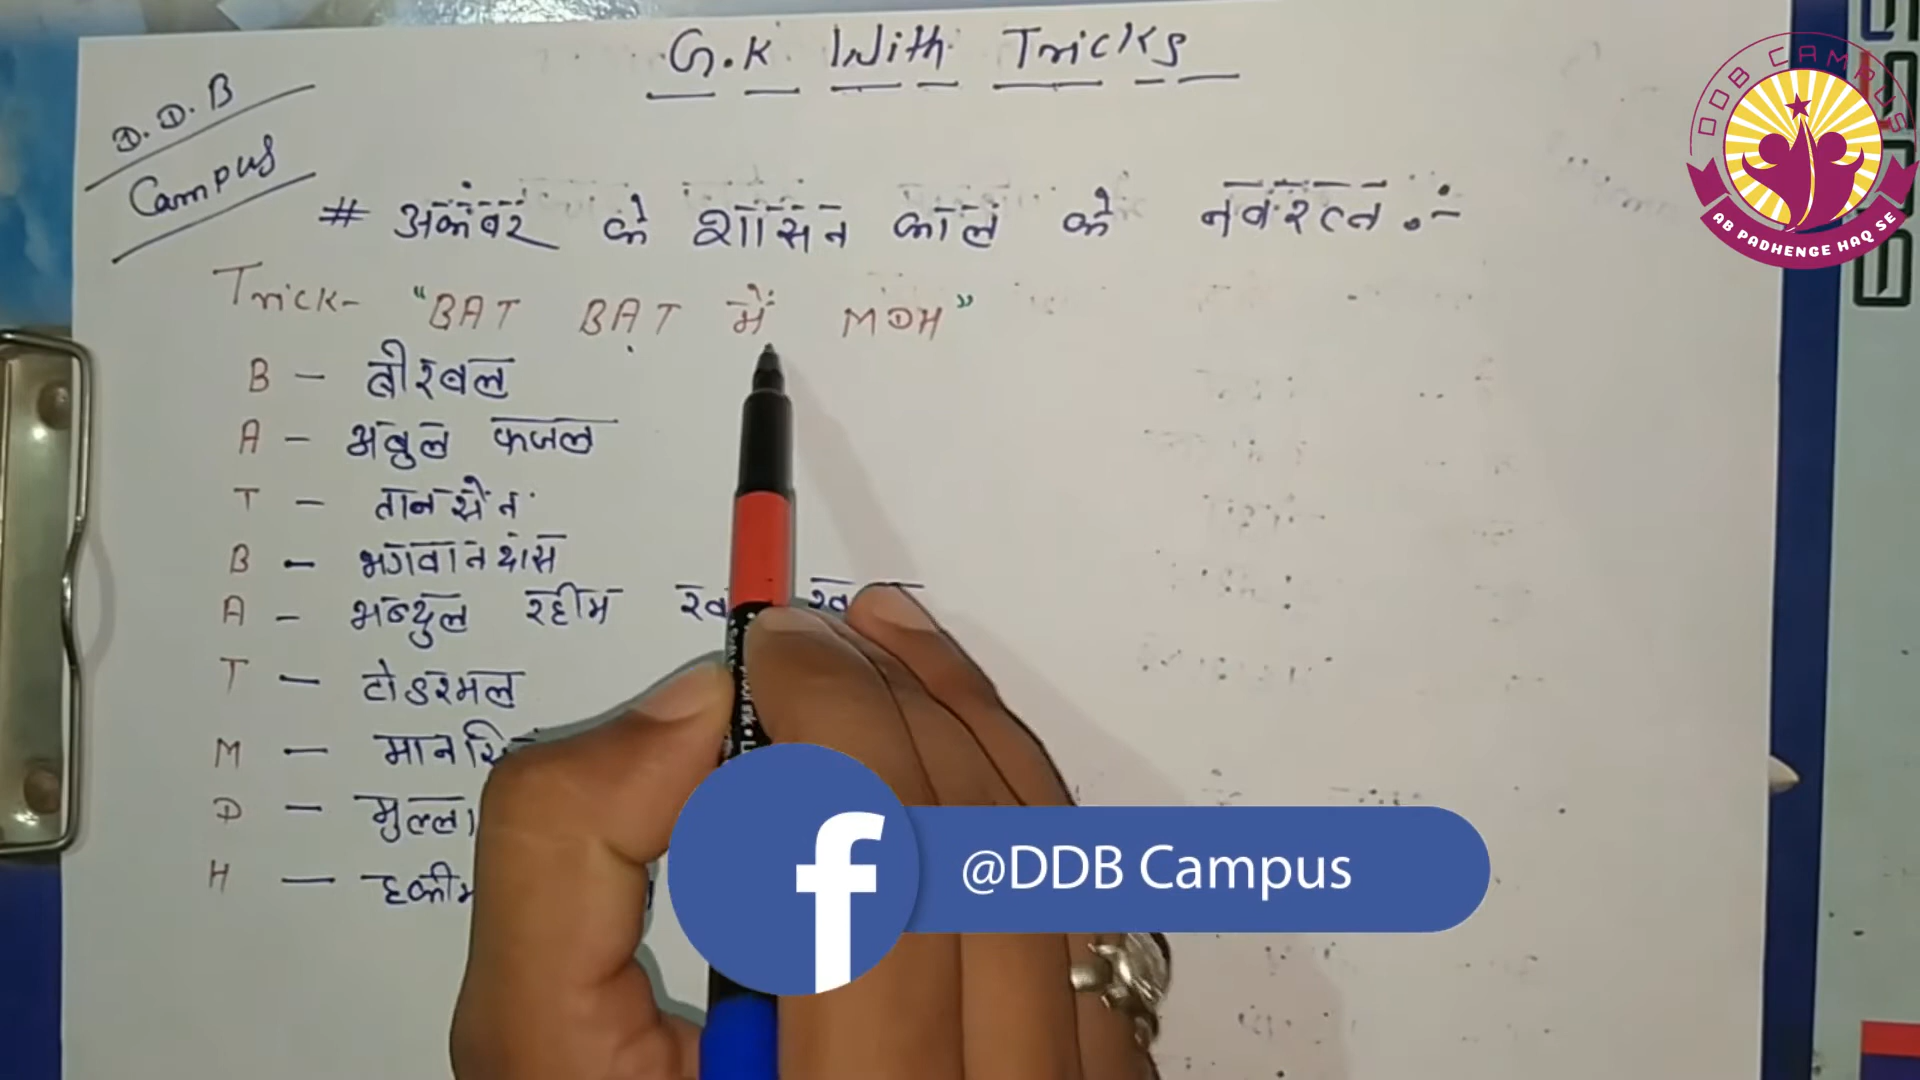 G.K With Tricks
D.D.B
Campus
# अकबर के शासन काल के नवरत्न :-
Trick- "BAT BAT में MDH"
B - बीरबल
A - अबुल फजल
T - तानसेन
B - भगवानदास
A - अब्दुल रहीम
T - टोडरमल
M - मानसिं
D - मुल्ला
H - हकीम
@DDB Campus
DDB CAMPUS
AB PADHENGE HAQ SE